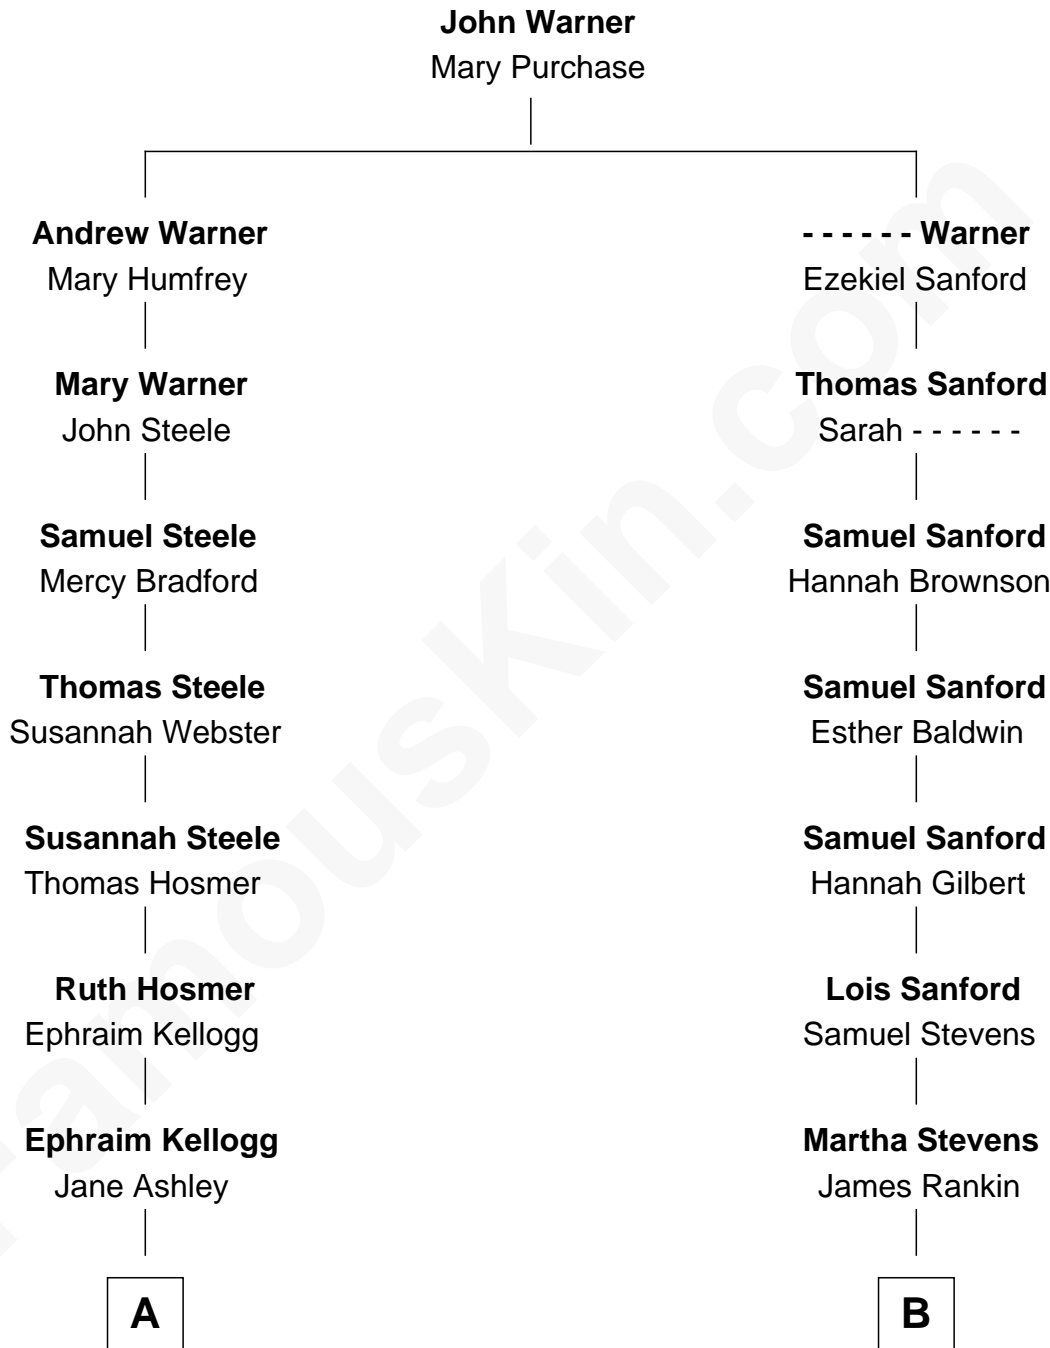 John Warner
Mary Purchase
Andrew Warner
Mary Humfrey
- - - - - - Warner
Ezekiel Sanford
Mary Warner
John Steele
Thomas Sanford
Sarah - - - - - -
Samuel Steele
Mercy Bradford
Samuel Sanford
Hannah Brownson
Thomas Steele
Susannah Webster
Samuel Sanford
Esther Baldwin
Susannah Steele
Thomas Hosmer
Samuel Sanford
Hannah Gilbert
Ruth Hosmer
Ephraim Kellogg
Lois Sanford
Samuel Stevens
Ephraim Kellogg
Jane Ashley
Martha Stevens
James Rankin
A
B
FamousKin.com